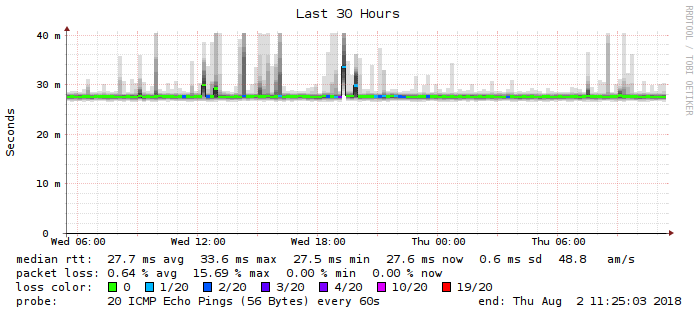 Last 30 Hours
RRDTOOL / TOBI OETIKER
Seconds
40 m
30 m
20 m
10 m
0
Wed 06:00 Wed 12:00 Wed 18:00 Thu 00:00 Thu 06:00
median rtt: 27.7 ms avg 33.6 ms max 27.5 ms min 27.6 ms now 0.6 ms sd 48.8 am/s
packet loss: 0.64 % avg 15.69 % max 0.00 % min 0.00 % now
loss color: 0 1/20 2/20 3/20 4/20 10/20 19/20
probe: 20 ICMP Echo Pings (56 Bytes) every 60s end: Thu Aug 2 11:25:03 2018